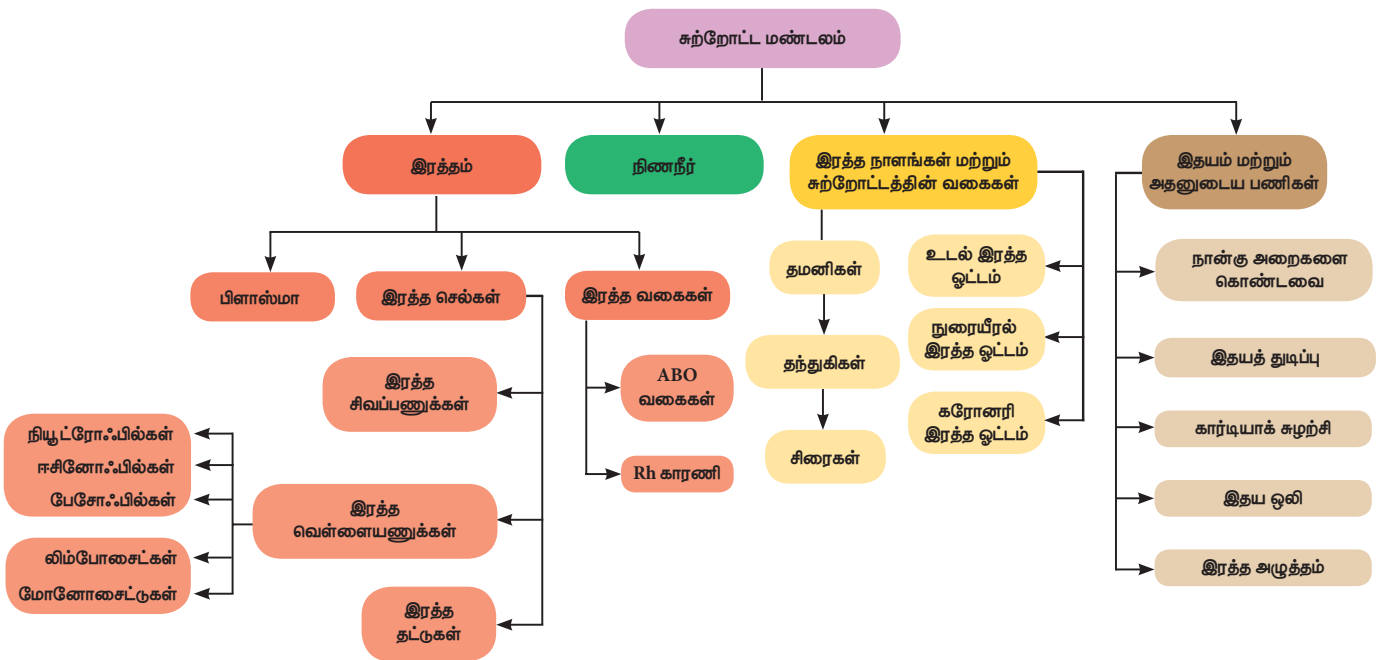 சுற்றோட்ட மண்டலம்
இரத்தம்
நிணநீர்
இரத்த நாளங்கள் மற்றும்
சுற்றோட்டத்தின் வகைகள்
இதயம் மற்றும்
அதனுடைய பணிகள்
பிளாஸ்மா
இரத்த செல்கள்
இரத்த வகைகள்
இரத்த
சிவப்பணுக்கள்
இரத்த
வெள்ளையணுக்கள்
இரத்த
தட்டுகள்
நியூட்ரோஃபில்கள்
ஈசினோஃபில்கள்
பேசோஃபில்கள்
லிம்போசைட்கள்
மோனோசைட்டுகள்
ABO
வகைகள்
Rh காரணி
தமனிகள்
தந்துகிகள்
சிரைகள்
உடல் இரத்த
ஓட்டம்
நுரையீரல்
இரத்த ஓட்டம்
கரோனரி
இரத்த ஓட்டம்
நான்கு அறைகளை
கொண்டவை
இதயத் துடிப்பு
கார்டியாக் சுழற்சி
இதய ஒலி
இரத்த அழுத்தம்